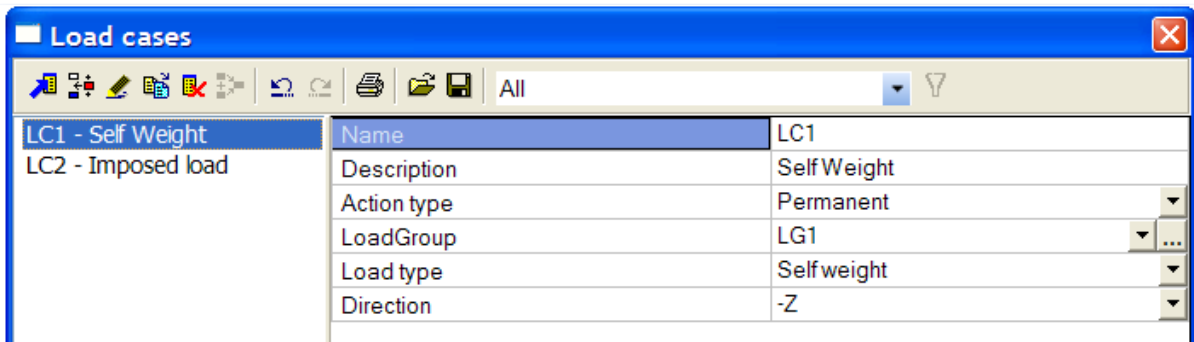 Load cases
All
LC1 - Self Weight
LC2 - Imposed load
Name LC1
Description Self Weight
Action type Permanent
LoadGroup LG1 ...
Load type Self weight
Direction -Z